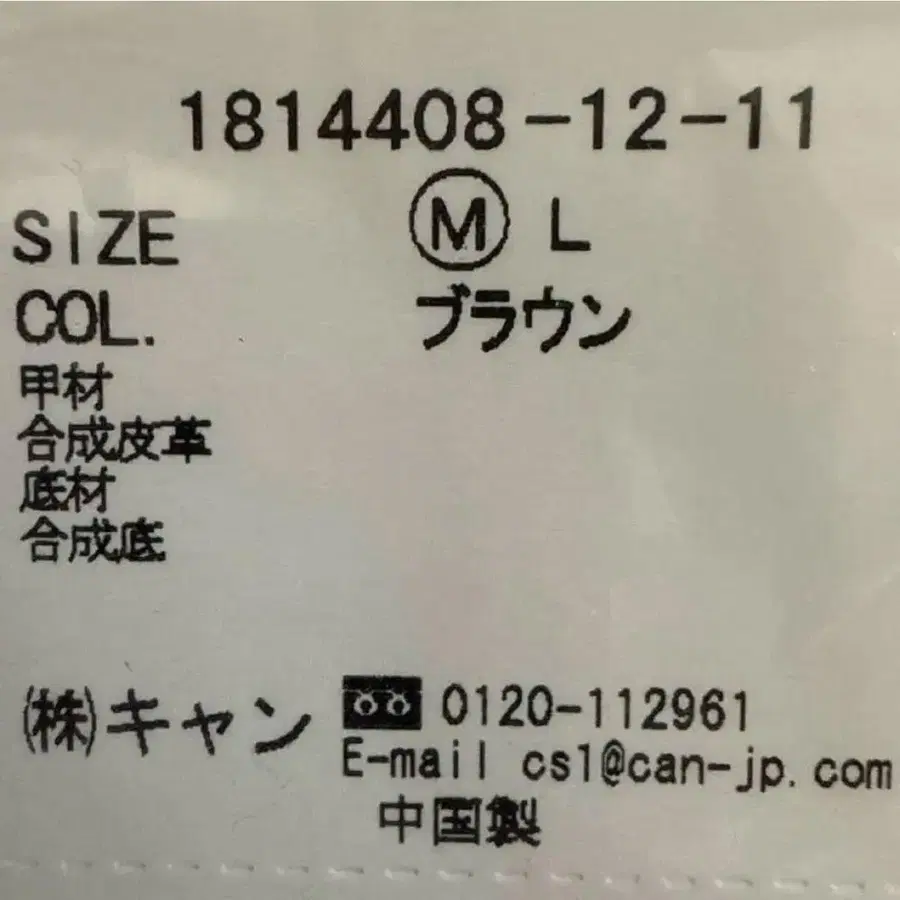 1814408-12-11
SIZE Ⓜ L
COL. ブラウン
甲材
合成皮革
底材
合成底
㈱キャン 0120-112961
E-mail cs1@can-jp.com
中国製